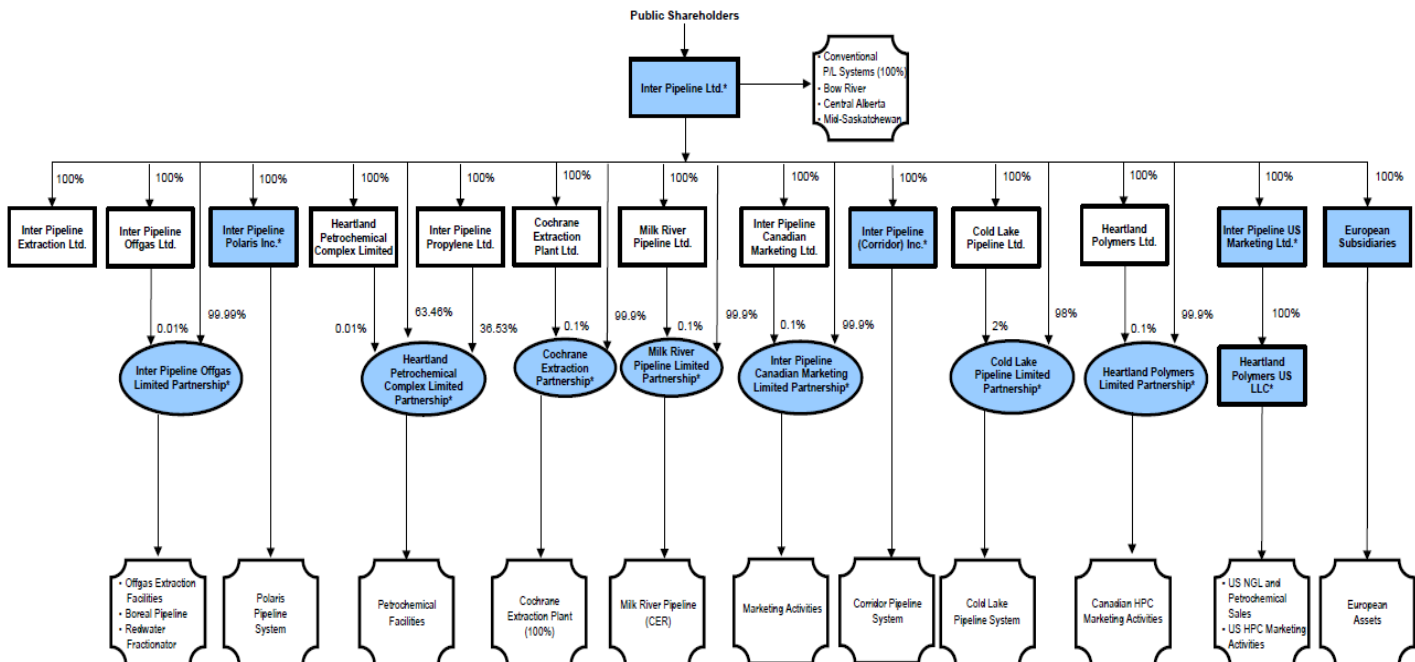 Public Shareholders
Inter Pipeline Ltd.*
• Conventional
P/L Systems (100%)
• Bow River
• Central Alberta
• Mid-Saskatchewan
100%
100%
100%
100%
100%
100%
100%
100%
100%
100%
100%
100%
100%
Inter Pipeline
Extraction Ltd.
Inter Pipeline
Offgas Ltd.
Inter Pipeline
Polaris Inc.*
Heartland
Petrochemical
Complex Limited
Inter Pipeline
Propylene Ltd.
Cochrane
Extraction
Plant Ltd.
Milk River
Pipeline Ltd.
Inter Pipeline
Canadian
Marketing Ltd.
Inter Pipeline
(Corridor) Inc.*
Cold Lake
Pipeline Ltd.
Heartland
Polymers Ltd.
Inter Pipeline US
Marketing Ltd.*
European
Subsidiaries
0.01%
99.99%
0.01%
63.46%
36.53%
0.1%
99.9%
0.1%
99.9%
0.1%
99.9%
2%
98%
0.1%
99.9%
100%
Inter Pipeline Offgas
Limited Partnership*
Heartland
Petrochemical
Complex Limited
Partnership*
Cochrane
Extraction
Partnership*
Milk River
Pipeline Limited
Partnership*
Inter Pipeline
Canadian Marketing
Limited Partnership*
Cold Lake
Pipeline Limited
Partnership*
Heartland Polymers
Limited Partnership*
Heartland
Polymers US
LLC*
• Offgas Extraction
Facilities
• Boreal Pipeline
• Redwater
Fractionator
Polaris
Pipeline
System
Petrochemical
Facilities
Cochrane
Extraction Plant
(100%)
Milk River Pipeline
(CER)
Marketing Activities
Corridor Pipeline
System
Cold Lake
Pipeline System
Canadian HPC
Marketing Activities
• US NGL and
Petrochemical
Sales
• US HPC Marketing
Activities
European
Assets